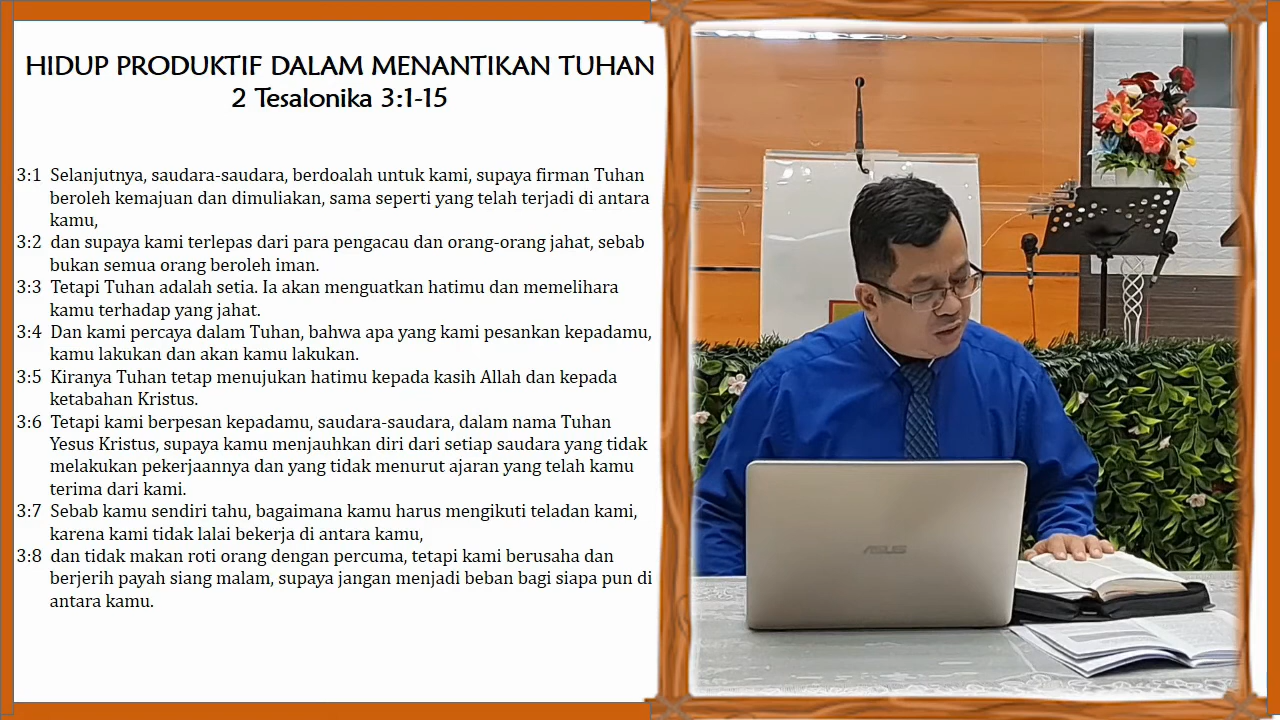 HIDUP PRODUKTIF DALAM MENANTIKAN TUHAN
2 Tesalonika 3:1-15
3:1 Selanjutnya, saudara-saudara, berdoalah untuk kami, supaya firman Tuhan
beroleh kemajuan dan dimuliakan, sama seperti yang telah terjadi di antara
kamu,
3:2 dan supaya kami terlepas dari para pengacau dan orang-orang jahat, sebab
bukan semua orang beroleh iman.
3:3 Tetapi Tuhan adalah setia. Ia akan menguatkan hatimu dan memelihara
kamu terhadap yang jahat.
3:4 Dan kami percaya dalam Tuhan, bahwa apa yang kami pesankan kepadamu,
kamu lakukan dan akan kamu lakukan.
3:5 Kiranya Tuhan tetap menujukan hatimu kepada kasih Allah dan kepada
ketabahan Kristus.
3:6 Tetapi kami berpesan kepadamu, saudara-saudara, dalam nama Tuhan
Yesus Kristus, supaya kamu menjauhkan diri dari setiap saudara yang tidak
melakukan pekerjaannya dan yang tidak menurut ajaran yang telah kamu
terima dari kami.
3:7 Sebab kamu sendiri tahu, bagaimana kamu harus mengikuti teladan kami,
karena kami tidak lalai bekerja di antara kamu,
3:8 dan tidak makan roti orang dengan percuma, tetapi kami berusaha dan
berjerih payah siang malam, supaya jangan menjadi beban bagi siapa pun di
antara kamu.
ASUS